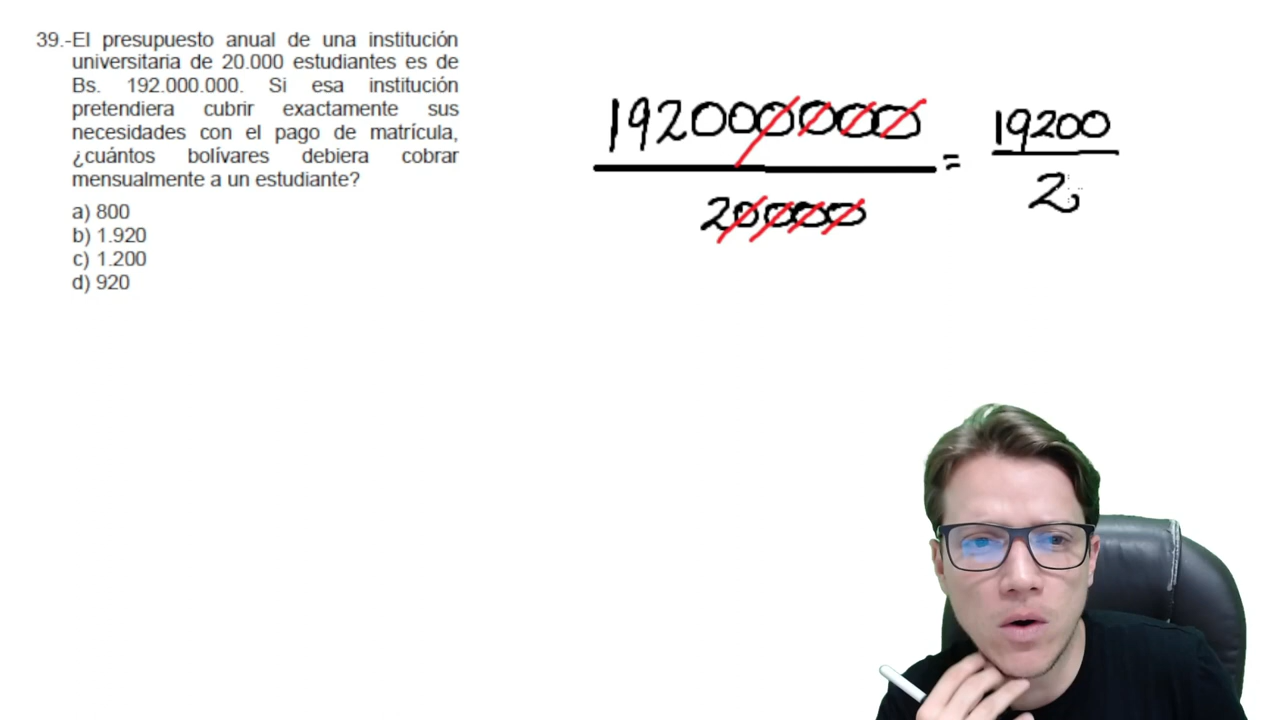 39.-El presupuesto anual de una institución
universitaria de 20.000 estudiantes es de
Bs. 192.000.000. Si esa institución
pretendiera cubrir exactamente sus
necesidades con el pago de matrícula,
¿cuántos bolívares debiera cobrar
mensualmente a un estudiante?
a) 800
b) 1.920
c) 1.200
d) 920
192000000
20000
=
19200
2